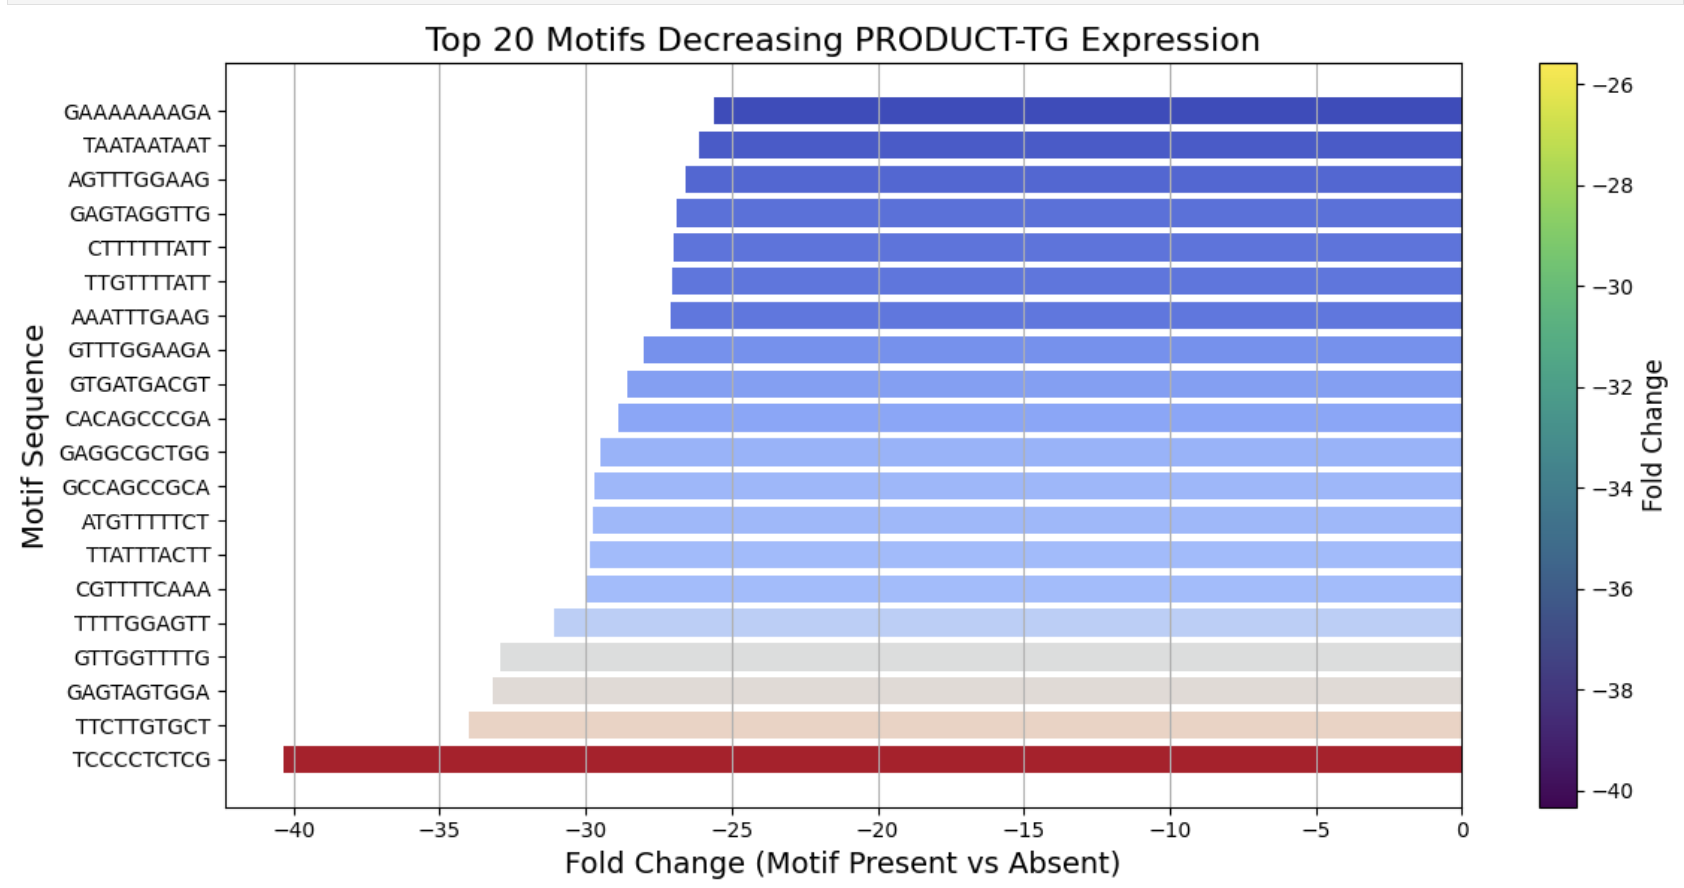 Top 20 Motifs Decreasing PRODUCT-TG Expression
Motif Sequence
GAAAAAAAGA
TAATAATAAT
AGTTTGGAAG
GAGTAGGTTG
CTTTTTTATT
TTGTTTTATT
AAATTTGAAG
GTTTGGAAGA
GTGATGACGT
CACAGCCCGA
GAGGCGCTGG
GCCAGCCGCA
ATGTTTTTCT
TTATTTACTT
CGTTTTCAAA
TTTTGGAGTT
GTTGGTTTTG
GAGTAGTGGA
TTCTTGTGCT
TCCCCTCTCG
−40 −35 −30 −25 −20 −15 −10 −5 0
Fold Change (Motif Present vs Absent)
−26
−28
−30
−32
−34
−36
−38
−40
Fold Change